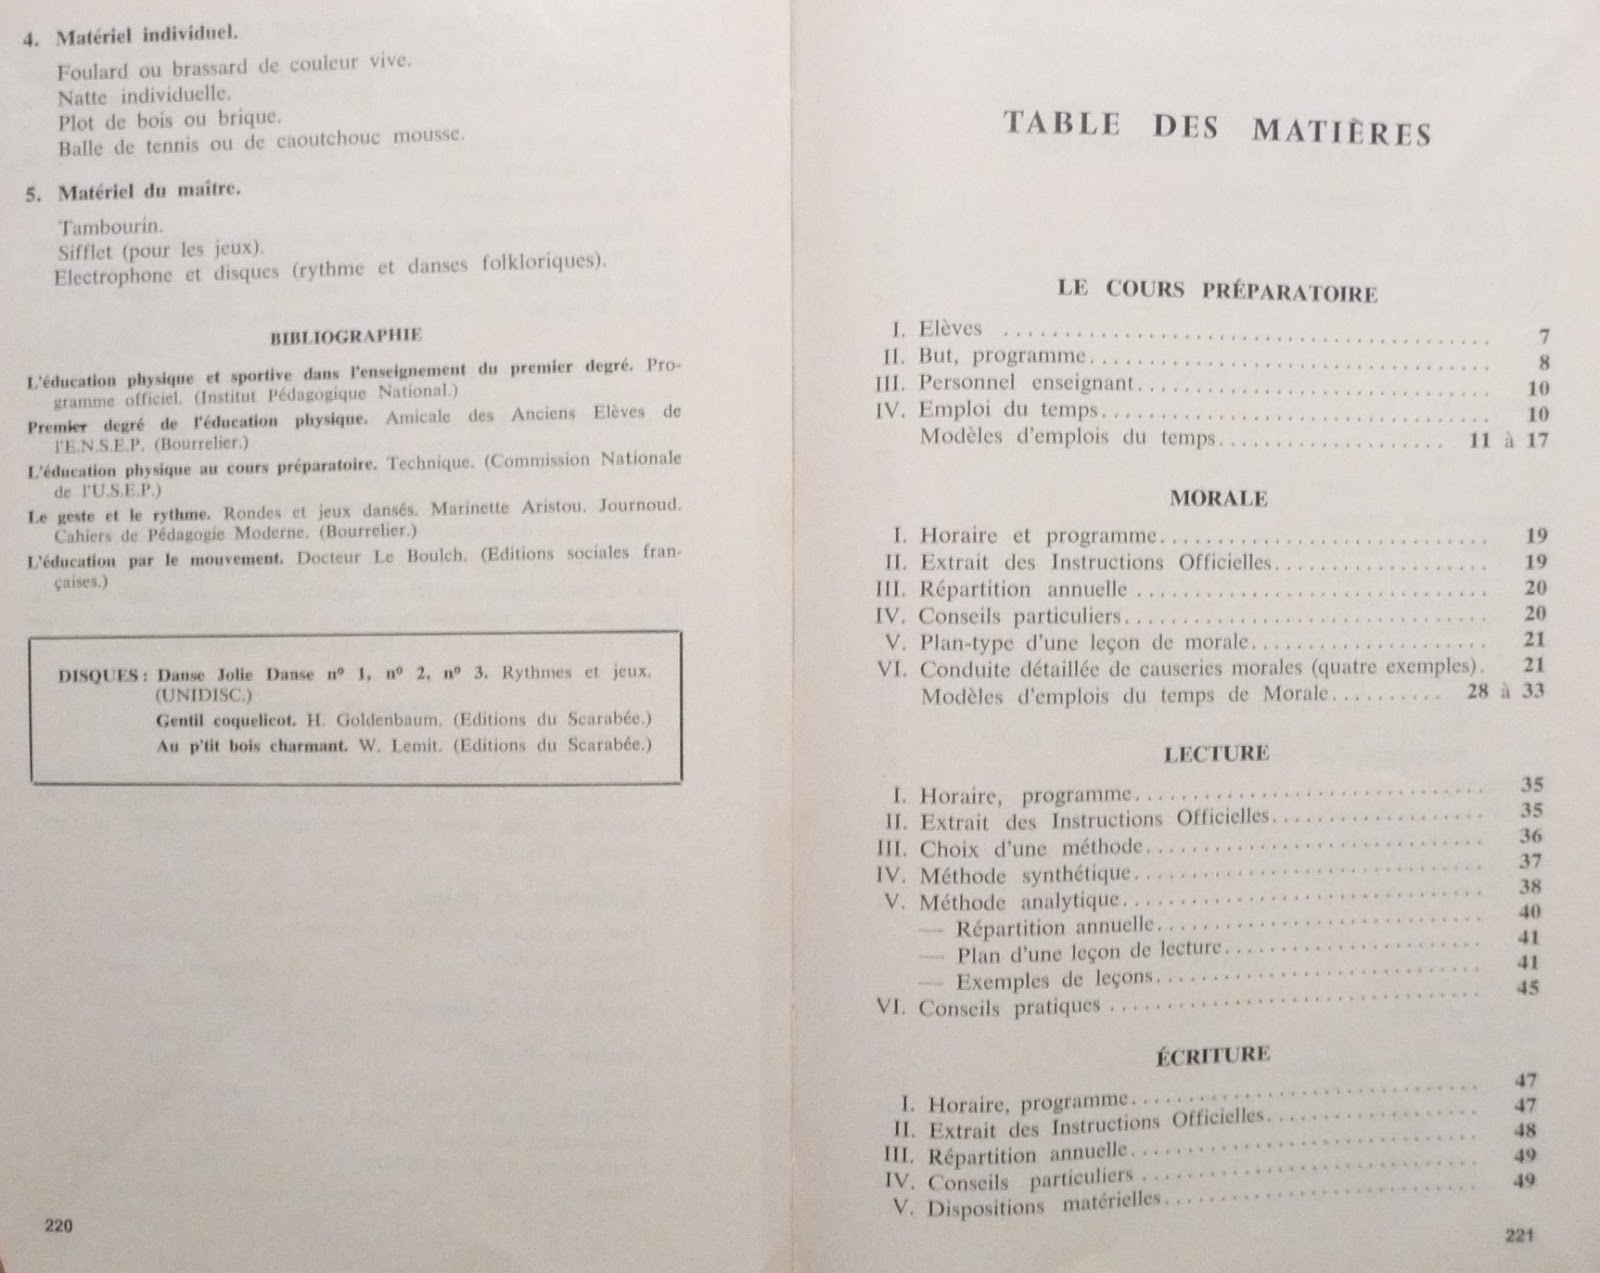 4. Matériel individuel.
Foulard ou brassard de couleur vive.
Natte individuelle.
Plot de bois ou brique.
Balle de tennis ou de caoutchouc mousse.
5. Matériel du maître.
Tambourin.
Sifflet (pour les jeux).
Electrophone et disques (rythme et danses folkloriques).
BIBLIOGRAPHIE
L'éducation physique et sportive dans l'enseignement du premier degré. Pro-
gramme officiel. (Institut Pédagogique National.)
Premier degré de l'éducation physique. Amicale des Anciens Elèves de
l'E.N.S.E.P. (Bourrelier.)
L'éducation physique au cours préparatoire. Technique. (Commission Nationale
de l'U.S.E.P.)
Le geste et le rythme. Rondes et jeux dansés. Marinette Aristou. Journoud.
Cahiers de Pédagogie Moderne. (Bourrelier.)
L'éducation par le mouvement. Docteur Le Boulch. (Editions sociales fran-
çaises.)
DISQUES : Danse Jolie Danse nº 1, nº 2, nº 3. Rythmes et jeux.
(UNIDISC.)
Gentil coquelicot. H. Goldenbaum. (Editions du Scarabée.)
Au p'tit bois charmant. W. Lemit. (Editions du Scarabée.)
220
TABLE DES MATIÈRES
LE COURS PRÉPARATOIRE
I. Elèves ........ 7
II. But, programme ........ 8
III. Personnel enseignant ........ 10
IV. Emploi du temps ........ 10
Modèles d'emplois du temps ........ 11 à 17
MORALE
I. Horaire et programme ........ 19
II. Extrait des Instructions Officielles ........ 19
III. Répartition annuelle ........ 20
IV. Conseils particuliers ........ 20
V. Plan-type d'une leçon de morale ........ 21
VI. Conduite détaillée de causeries morales (quatre exemples). 21
Modèles d'emplois du temps de Morale ........ 28 à 33
LECTURE
I. Horaire, programme ........ 35
II. Extrait des Instructions Officielles ........ 35
III. Choix d'une méthode ........ 36
IV. Méthode synthétique ........ 37
V. Méthode analytique ........ 38
— Répartition annuelle ........ 40
— Plan d'une leçon de lecture ........ 41
— Exemples de leçons ........ 41
VI. Conseils pratiques ........ 45
ÉCRITURE
I. Horaire, programme ........ 47
II. Extrait des Instructions Officielles ........ 47
III. Répartition annuelle ........ 48
IV. Conseils particuliers ........ 49
V. Dispositions matérielles ........ 49
221